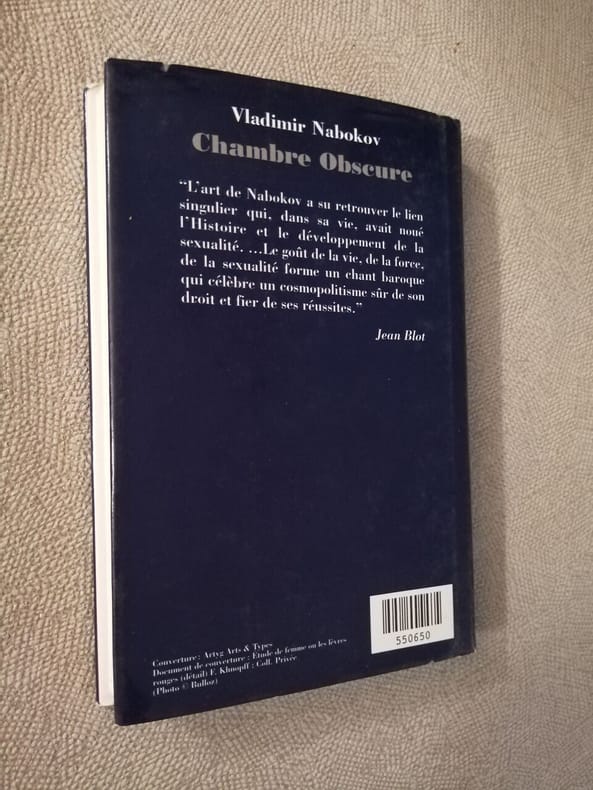 Vladimir Nabokov
Chambre Obscure
“L’art de Nabokov a su retrouver le lien
singulier qui, dans sa vie, avait noué
l’Histoire et le développement de la
sexualité. ...Le goût de la vie, de la force,
de la sexualité forme un chant baroque
qui célèbre un cosmopolitisme sûr de son
droit et fier de ses réussites.”
Jean Blot
550650
Couverture : Artyg Arts & Types
Document de couverture : Étude de femme ou les lèvres
rouges (détail) F. Khnopff : Coll. Privée
(Photo © Bulloz)